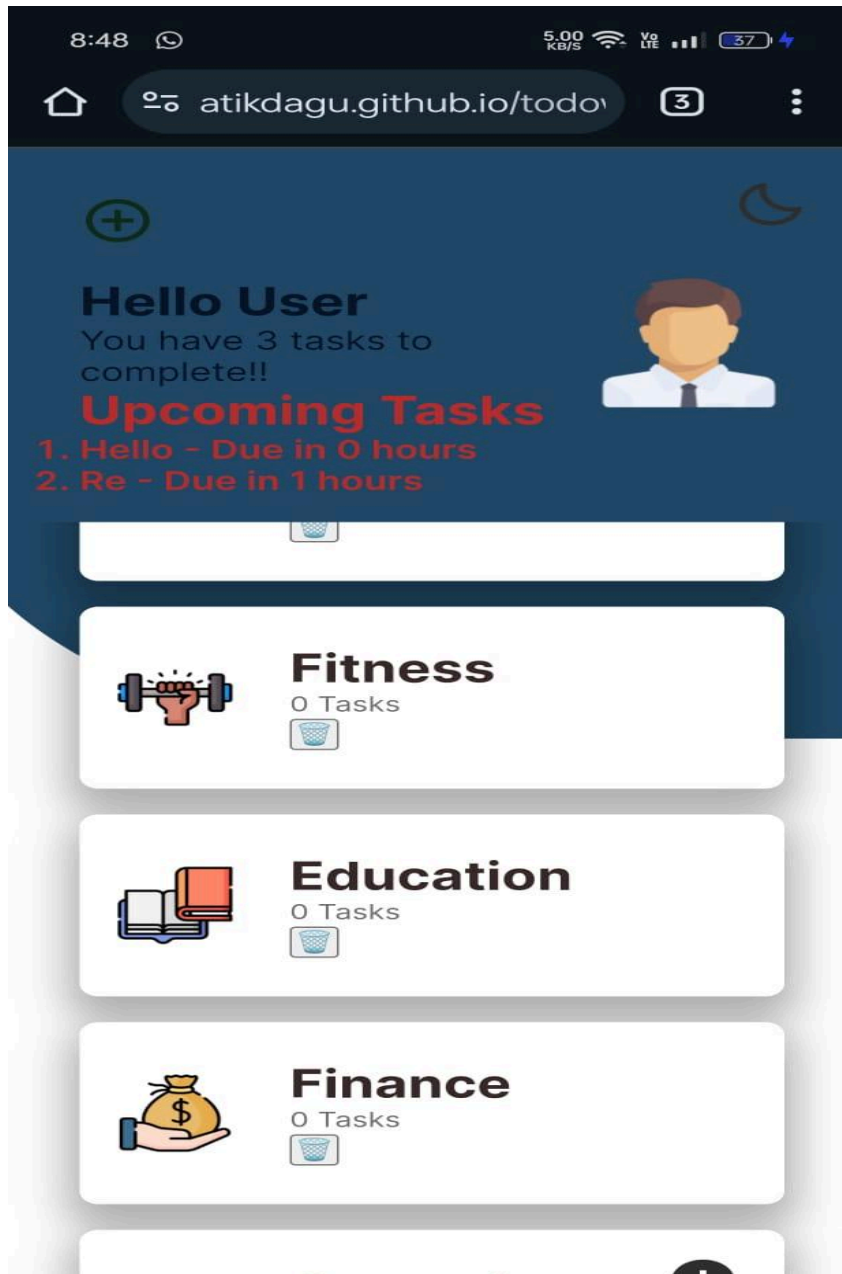 8:48
5.00 KB/S Vo LTE 37
atikdagu.github.io/todo
3
Hello User
You have 3 tasks to
complete!!
Upcoming Tasks
1. Hello - Due in 0 hours
2. Re - Due in 1 hours
Fitness
0 Tasks
Education
0 Tasks
$
Finance
0 Tasks